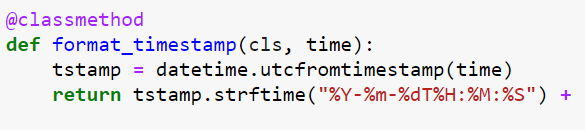 @classmethod
def format_timestamp(cls, time):
    tstamp = datetime.utcfromtimestamp(time)
    return tstamp.strftime("%Y-%m-%dT%H:%M:%S") +